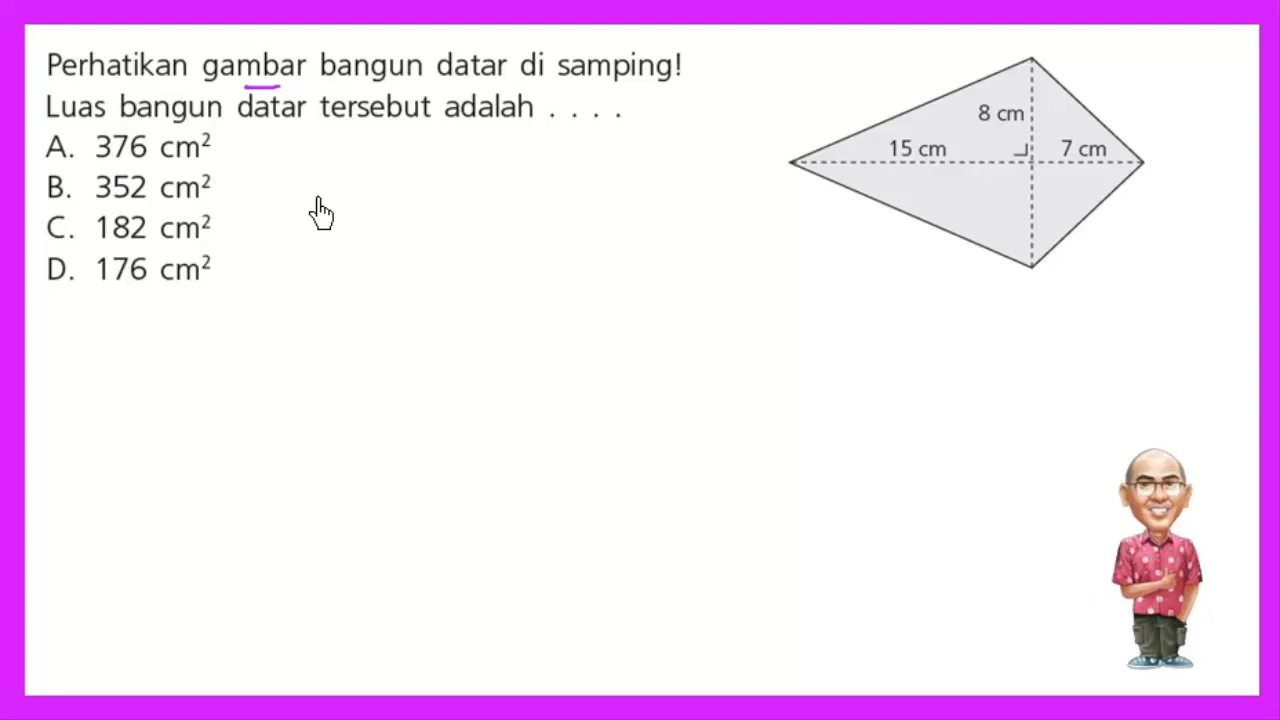 Perhatikan gambar bangun datar di samping!
Luas bangun datar tersebut adalah . . . .
A. 376 cm²
B. 352 cm²
C. 182 cm²
D. 176 cm²
8 cm
15 cm
7 cm